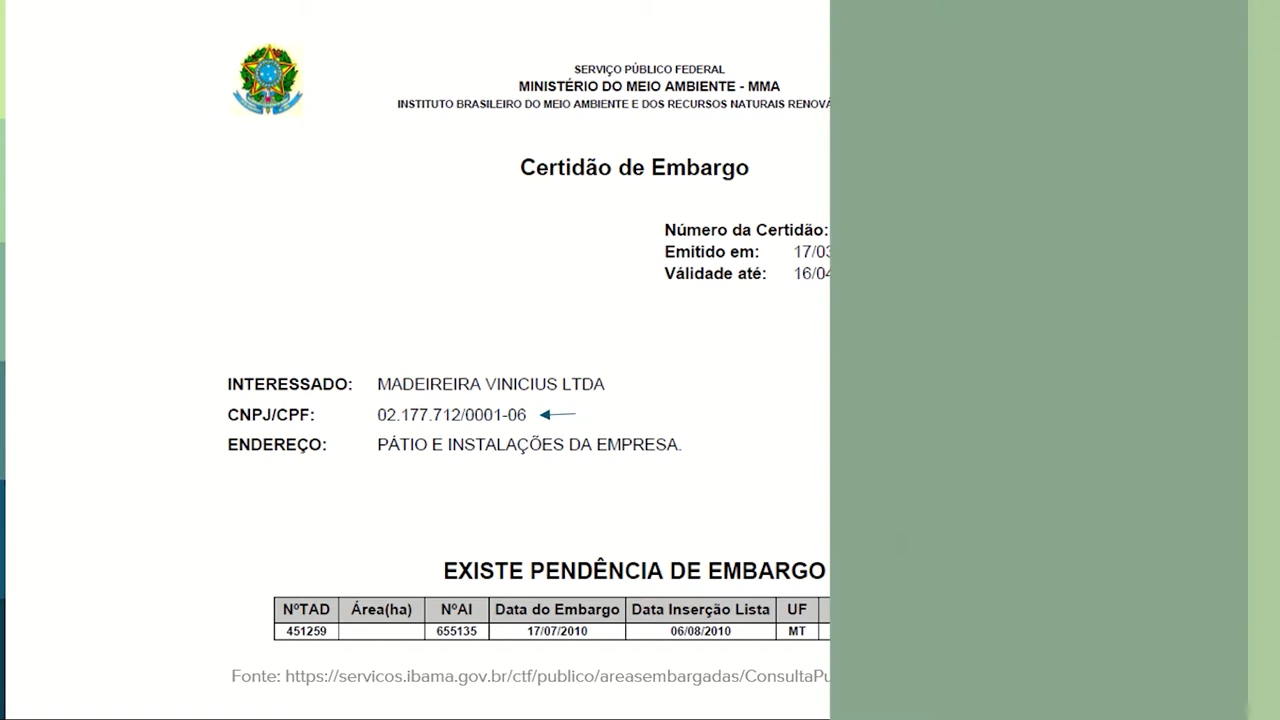 SERVIÇO PÚBLICO FEDERAL
MINISTÉRIO DO MEIO AMBIENTE - MMA
INSTITUTO BRASILEIRO DO MEIO AMBIENTE E DOS RECURSOS NATURAIS
Certidão de Embargo
Número da Certidão:
Emitido em: 17/03
Válidade até: 16/04
INTERESSADO: MADEIREIRA VINICIUS LTDA
CNPJ/CPF: 02.177.712/0001-06
ENDEREÇO: PÁTIO E INSTALAÇÕES DA EMPRESA.
EXISTE PENDÊNCIA DE EMBARGO
NºTAD Área(ha) NºAI Data do Embargo Data Inserção Lista UF
451259 655135 17/07/2010 06/08/2010 MT
Fonte: https://servicos.ibama.gov.br/ctf/publico/areasembargadas/ConsultaPu